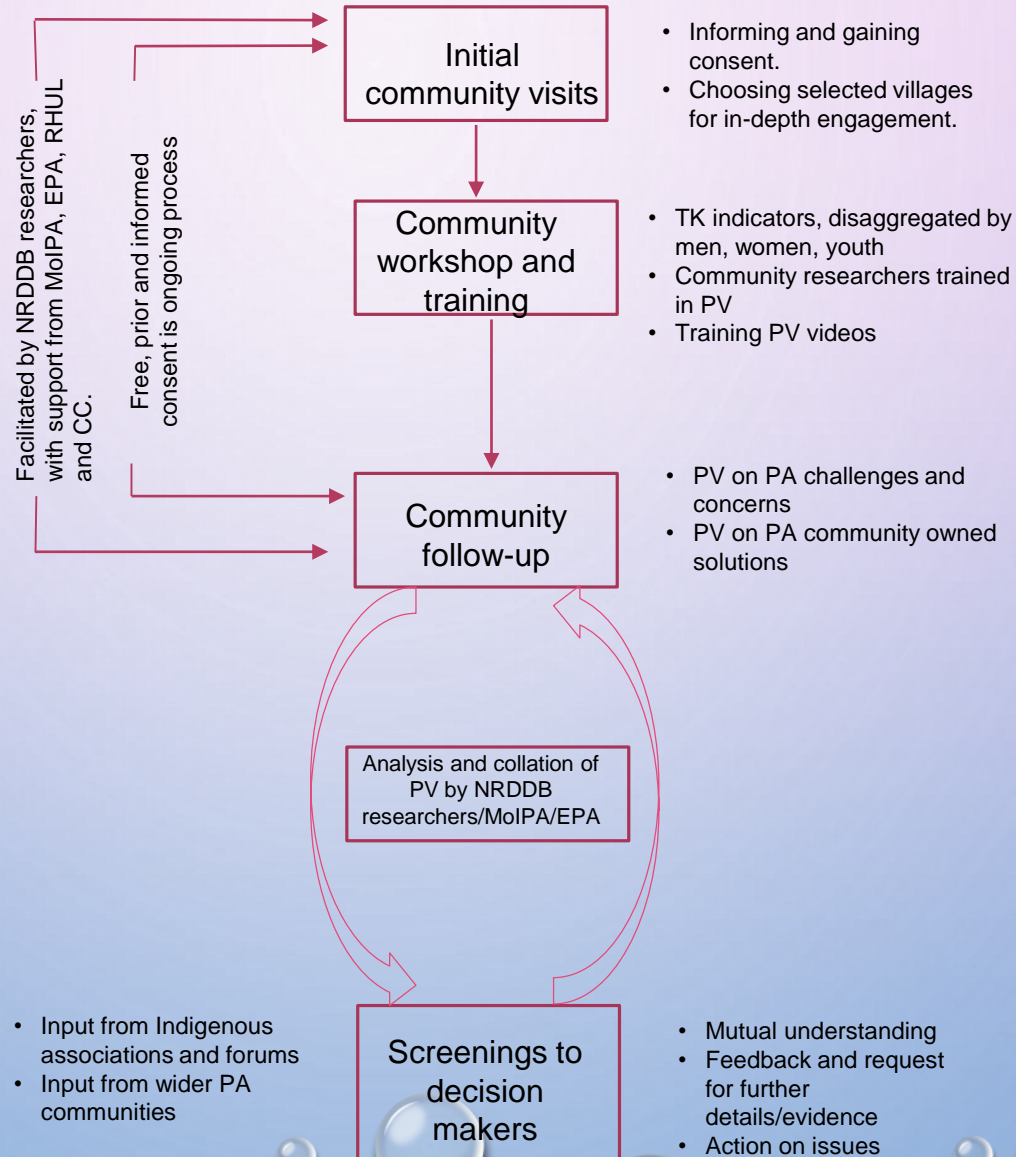 Initial
community visits
• Informing and gaining
consent.
• Choosing selected villages
for in-depth engagement.
Facilitated by NRDDB researchers,
with support from MoIPA, EPA, RHUL
and CC.
Free, prior and informed
consent is ongoing process
Community
workshop and
training
• TK indicators, disaggregated by
men, women, youth
• Community researchers trained
in PV
• Training PV videos
Community
follow-up
• PV on PA challenges and
concerns
• PV on PA community owned
solutions
Analysis and collation of
PV by NRDDB
researchers/MoIPA/EPA
• Input from Indigenous
associations and forums
• Input from wider PA
communities
Screenings to
decision
makers
• Mutual understanding
• Feedback and request
for further
details/evidence
• Action on issues